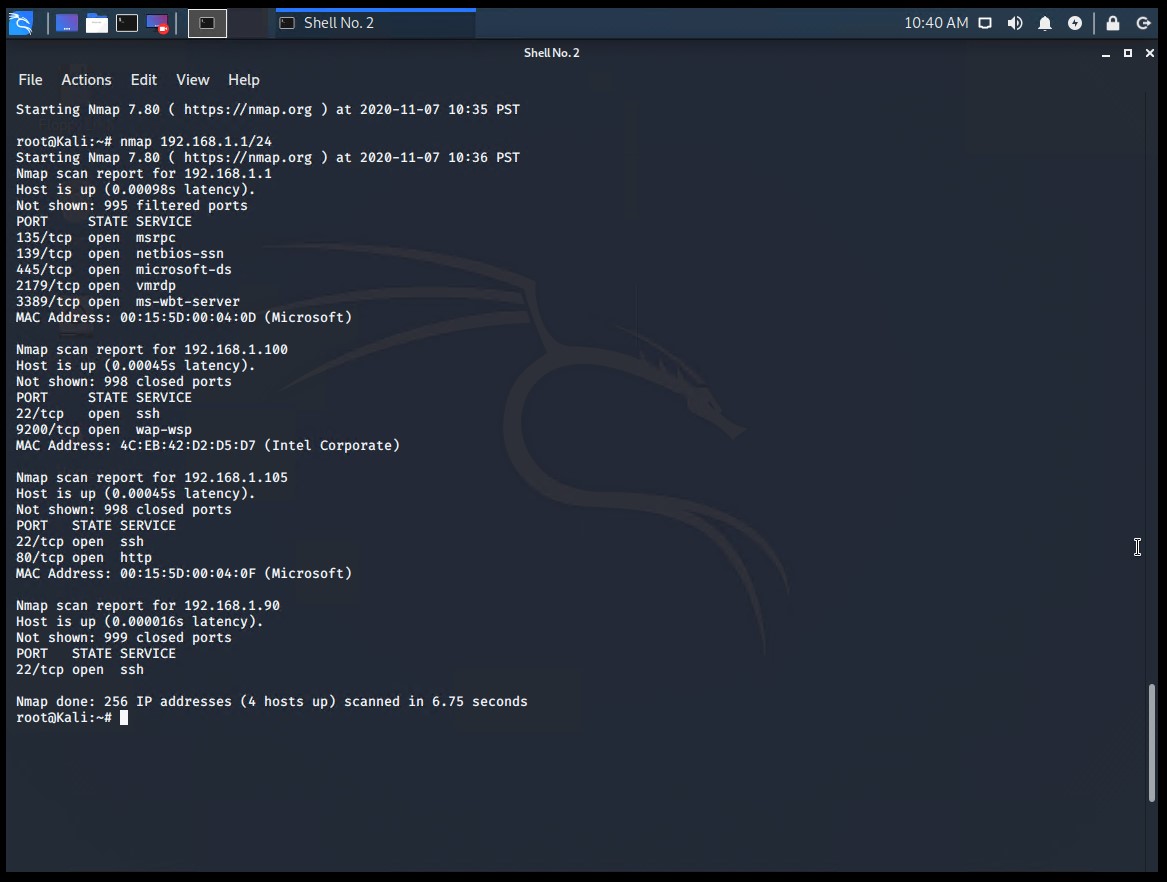 Shell No. 2
10:40 AM
Shell No. 2
File Actions Edit View Help
Starting Nmap 7.80 ( https://nmap.org ) at 2020-11-07 10:35 PST
root@Kali:~# nmap 192.168.1.1/24
Starting Nmap 7.80 ( https://nmap.org ) at 2020-11-07 10:36 PST
Nmap scan report for 192.168.1.1
Host is up (0.00098s latency).
Not shown: 995 filtered ports
PORT     STATE SERVICE
135/tcp  open  msrpc
139/tcp  open  netbios-ssn
445/tcp  open  microsoft-ds
2179/tcp open  vmrdp
3389/tcp open  ms-wbt-server
MAC Address: 00:15:5D:00:04:0D (Microsoft)
Nmap scan report for 192.168.1.100
Host is up (0.00045s latency).
Not shown: 998 closed ports
PORT     STATE SERVICE
22/tcp   open  ssh
9200/tcp open  wap-wsp
MAC Address: 4C:EB:42:D2:D5:D7 (Intel Corporate)
Nmap scan report for 192.168.1.105
Host is up (0.00045s latency).
Not shown: 998 closed ports
PORT   STATE SERVICE
22/tcp open  ssh
80/tcp open  http
MAC Address: 00:15:5D:00:04:0F (Microsoft)
Nmap scan report for 192.168.1.90
Host is up (0.000016s latency).
Not shown: 999 closed ports
PORT   STATE SERVICE
22/tcp open  ssh
Nmap done: 256 IP addresses (4 hosts up) scanned in 6.75 seconds
root@Kali:~#